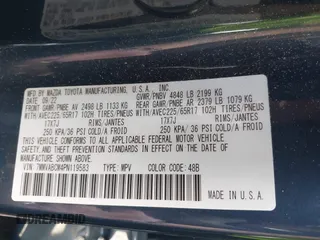 MFD BY MAZDA TOYOTA MANUFACTURING, U.S.A., INC.
DATE
09/22
GVWR/PNBV 4848 LB 2199 KG
FRONT GAWR/PNBE AV 2498 LB 1133 KG
REAR GAWR/PNBE AR 2379 LB 1079 KG
WITH/AVEC225/65R17 102H TIRES/PNEUS
WITH/AVEC225/65R17 102H TIRES/PNEUS
17X7J RIMS/JANTES
17X7J RIMS/JANTES
250 KPA/36 PSI COLD/A FROID
250 KPA/36 PSI COLD/A FROID
THIS VEHICLE CONFORMS TO ALL APPLICABLE FEDERAL MOTOR
VEHICLE SAFETY, BUMPER, AND THEFT PREVENTION STANDARDS
IN EFFECT ON THE DATE OF MANUFACTURE SHOWN ABOVE.
VIN: 7MMVABCM4PN119583 TYPE: MPV COLOR CODE: 48B
DREAMBID